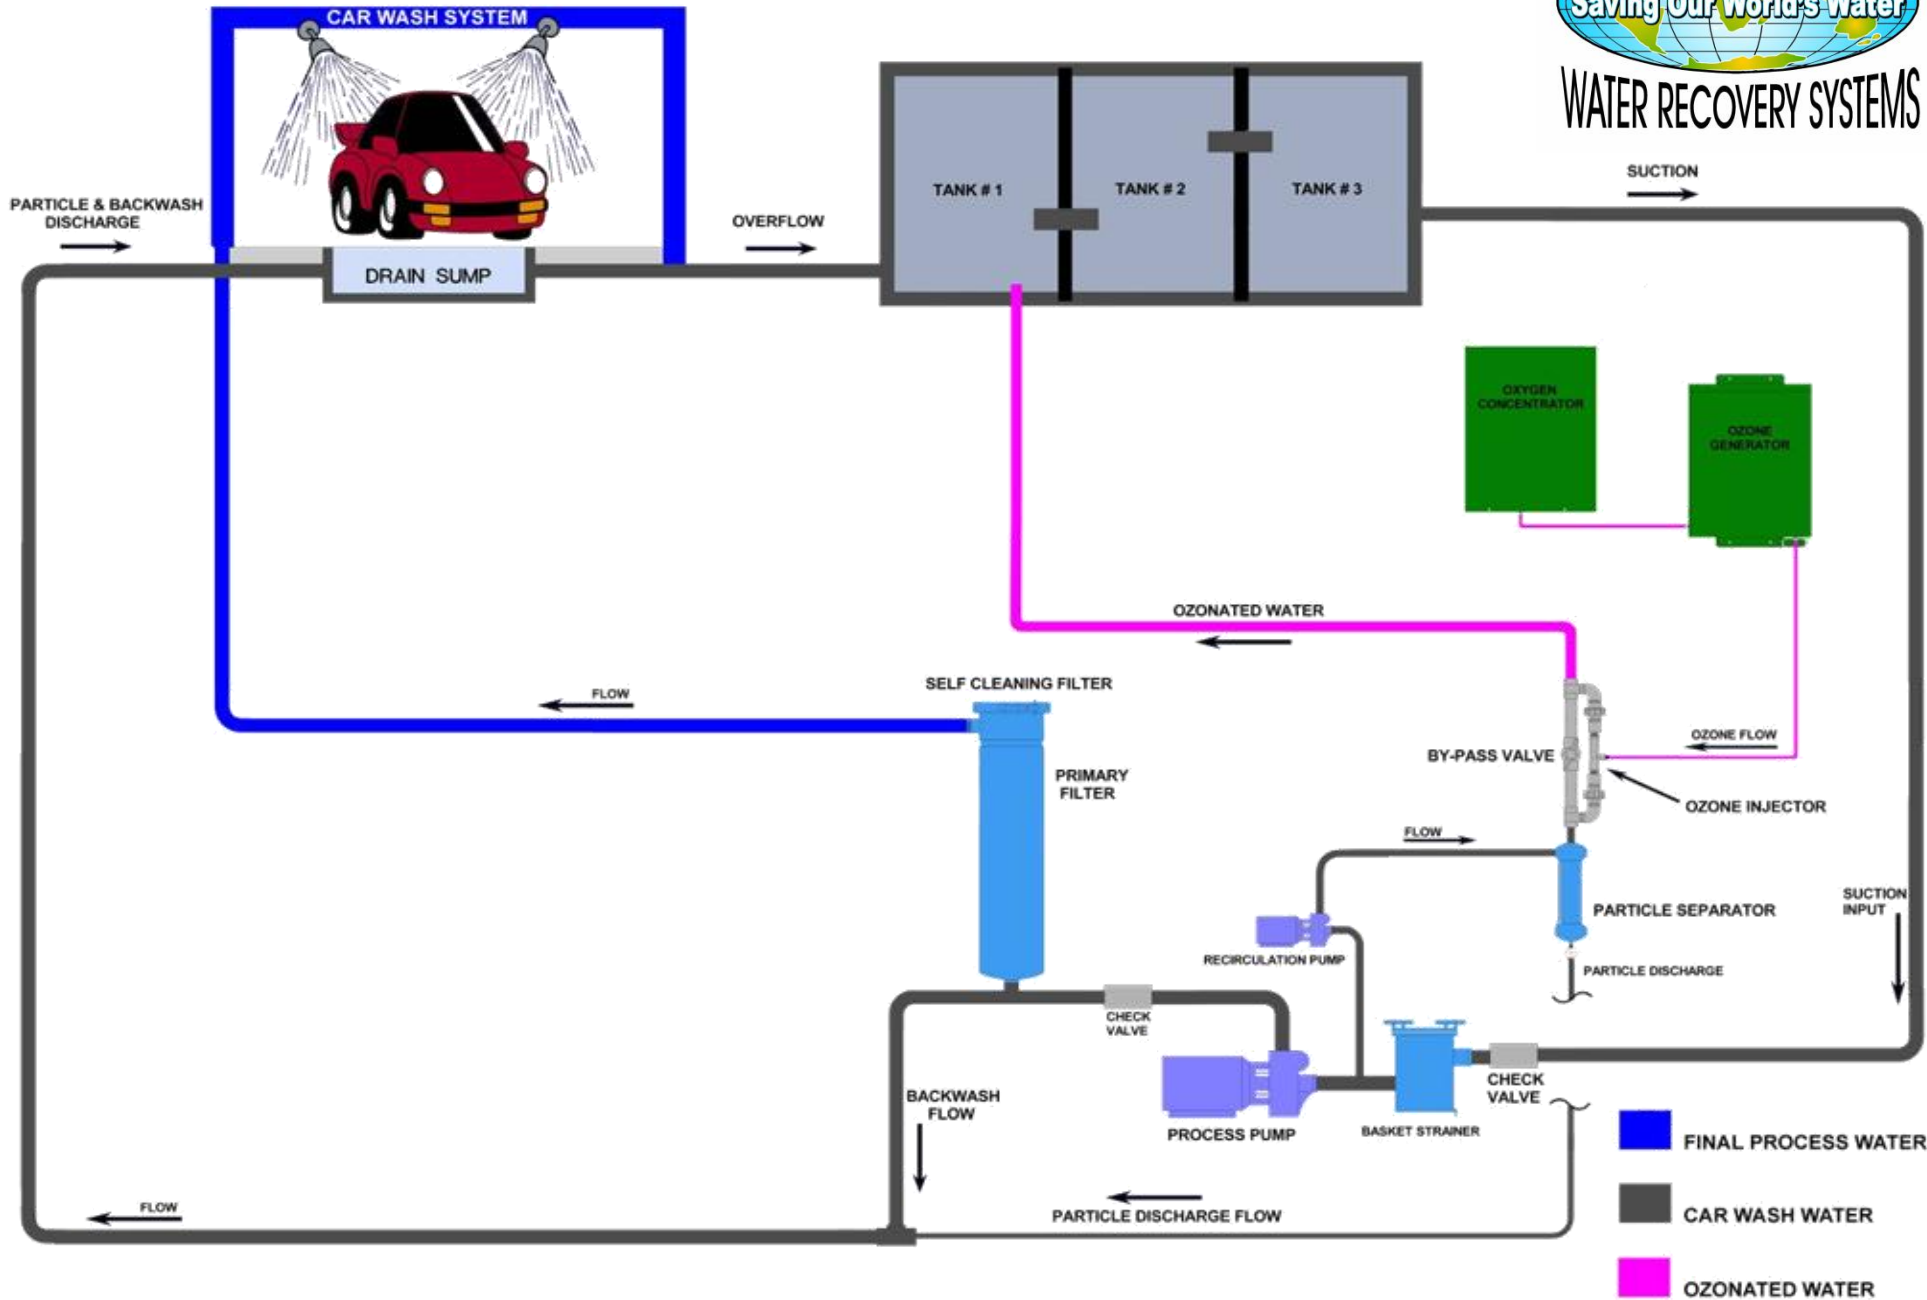 CAR WASH SYSTEM
Saving Our World's Water
WATER RECOVERY SYSTEMS
PARTICLE & BACKWASH
DISCHARGE
OVERFLOW
DRAIN SUMP
TANK # 1
TANK # 2
TANK # 3
SUCTION
OXYGEN
CONCENTRATOR
OZONE
GENERATOR
OZONATED WATER
SELF CLEANING FILTER
FLOW
PRIMARY
FILTER
BY-PASS VALVE
OZONE FLOW
OZONE INJECTOR
FLOW
PARTICLE SEPARATOR
SUCTION
INPUT
RECIRCULATION PUMP
PARTICLE DISCHARGE
CHECK
VALVE
BACKWASH
FLOW
PROCESS PUMP
BASKET STRAINER
CHECK
VALVE
FLOW
PARTICLE DISCHARGE FLOW
FINAL PROCESS WATER
CAR WASH WATER
OZONATED WATER